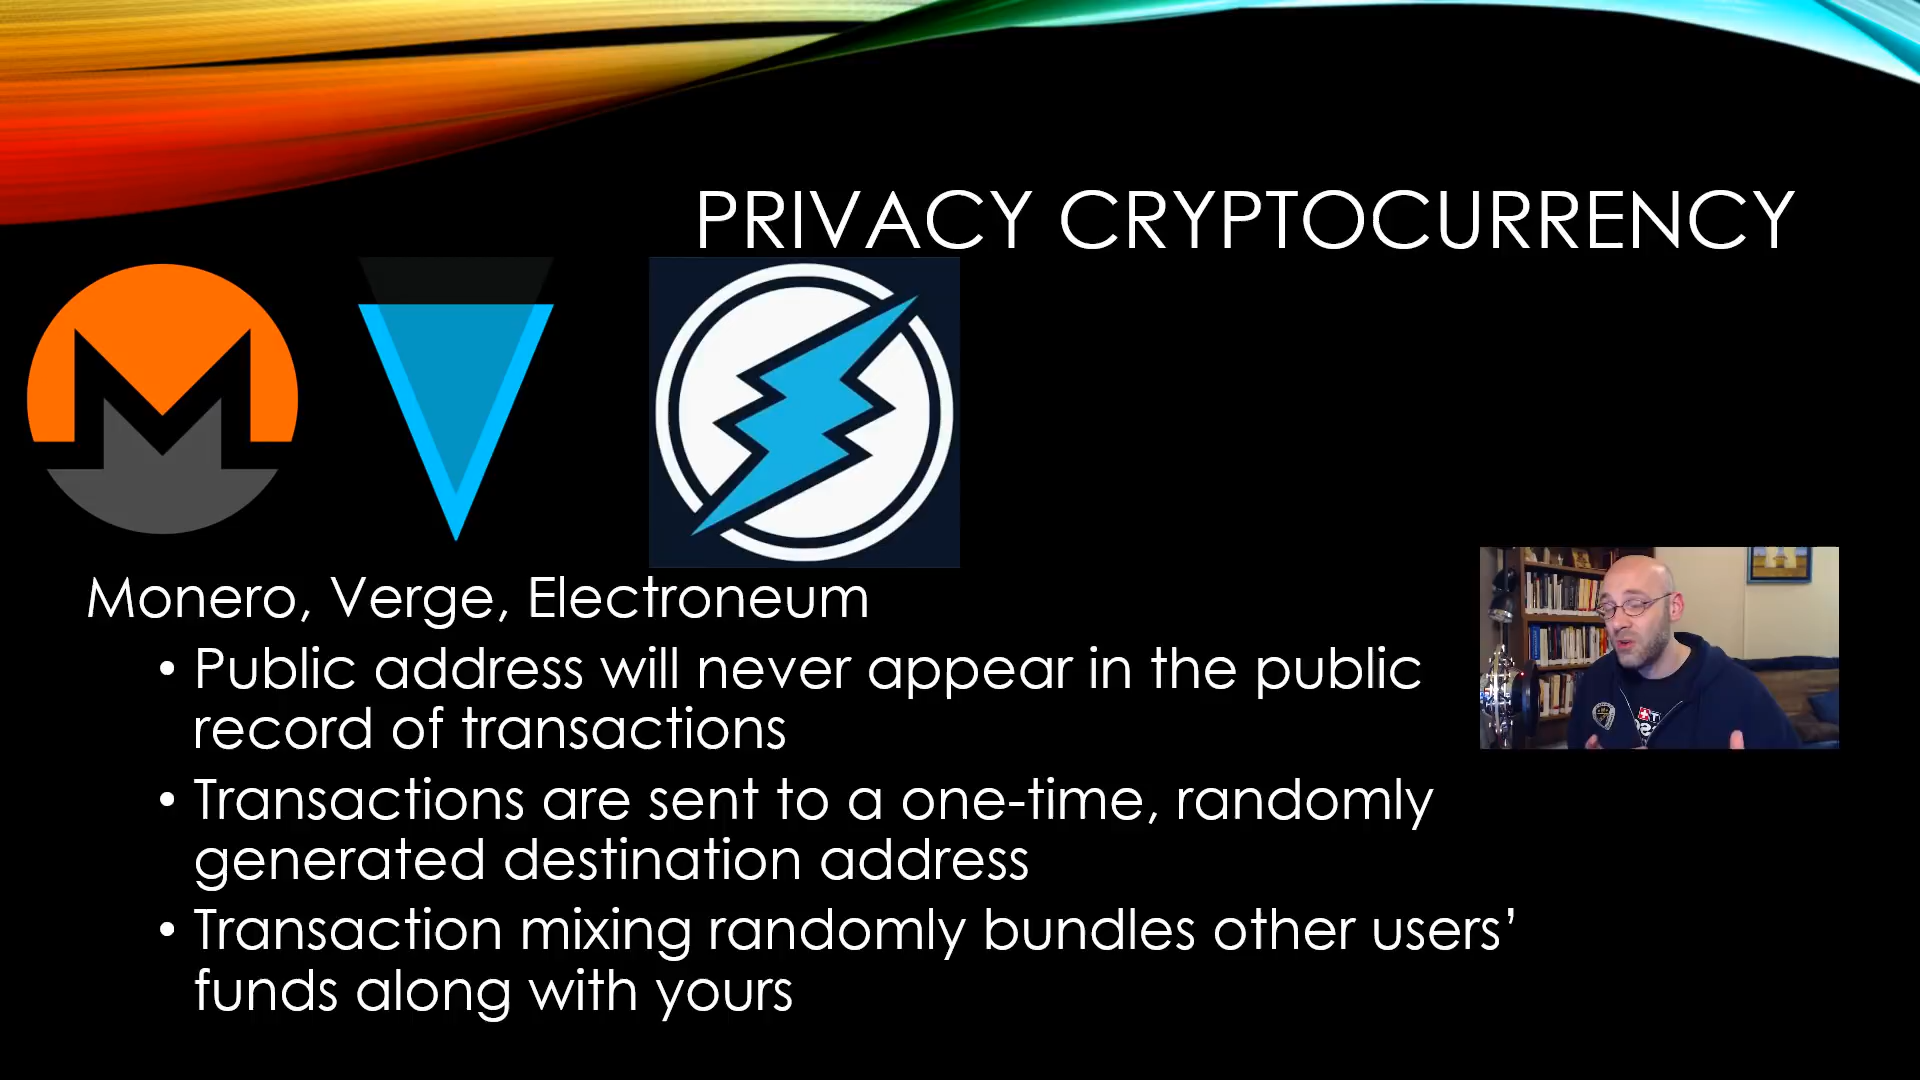 PRIVACY CRYPTOCURRENCY
Monero, Verge, Electroneum
• Public address will never appear in the public
record of transactions
• Transactions are sent to a one-time, randomly
generated destination address
• Transaction mixing randomly bundles other users’
funds along with yours